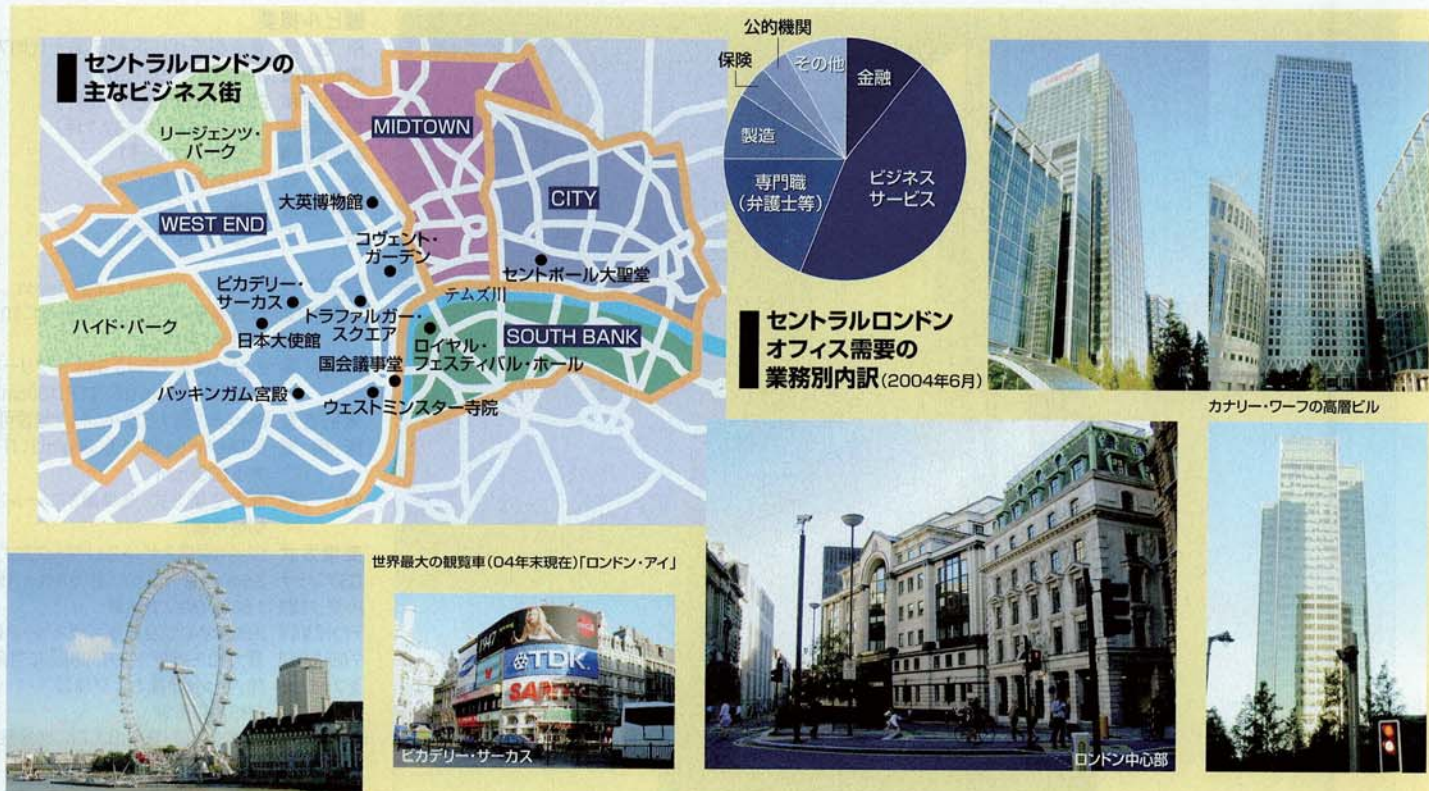 セントラルロンドンの
主なビジネス街
リージェンツ・
パーク
MIDTOWN
大英博物館
CITY
WEST END
コヴェント・
ガーデン
セントポール大聖堂
ピカデリー・
サーカス
テムズ川
ハイド・パーク
トラファルガー・
スクエア
日本大使館
SOUTH BANK
ロイヤル・
フェスティバル・ホール
国会議事堂
バッキンガム宮殿
ウェストミンスター寺院
公的機関
保険
その他
金融
製造
専門職
(弁護士等)
ビジネス
サービス
セントラルロンドン
オフィス需要の
業務別内訳(2004年6月)
カナリー・ワーフの高層ビル
世界最大の観覧車(04年末現在)「ロンドン・アイ」
TDK
ピカデリー・サーカス
ロンドン中心部